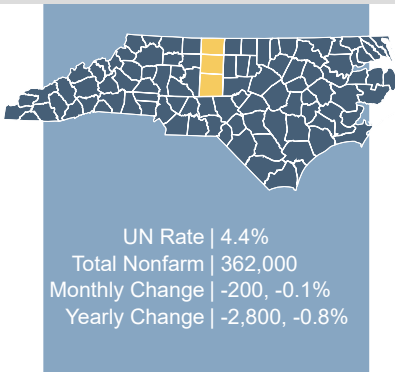 UN Rate | 4.4%
Total Nonfarm | 362,000
Monthly Change | -200, -0.1%
Yearly Change | -2,800, -0.8%